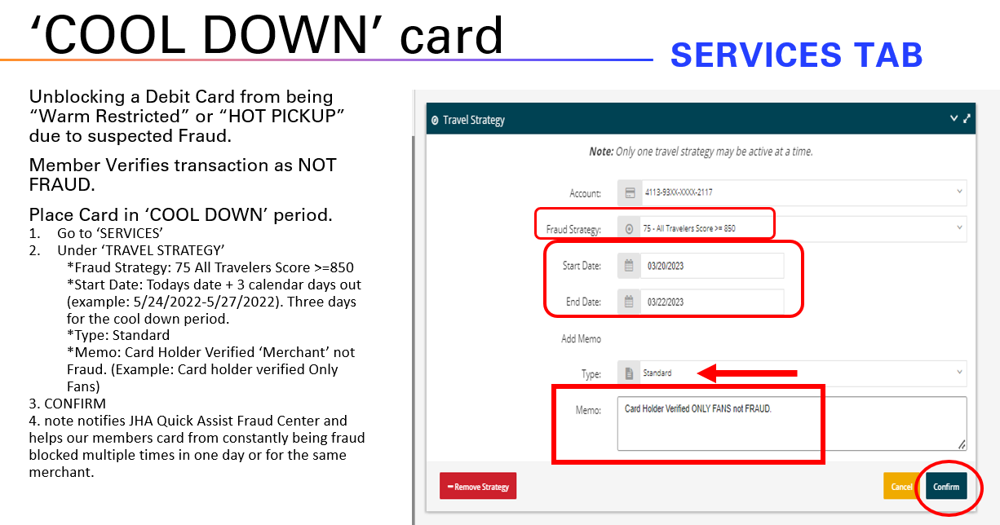 ‘COOL DOWN’ card
SERVICES TAB
Unblocking a Debit Card from being
“Warm Restricted” or “HOT PICKUP”
due to suspected Fraud.
Member Verifies transaction as NOT
FRAUD.
Place Card in ‘COOL DOWN’ period.
1. Go to ‘SERVICES’
2. Under ‘TRAVEL STRATEGY’
*Fraud Strategy: 75 All Travelers Score >=850
*Start Date: Todays date + 3 calendar days out
(example: 5/24/2022-5/27/2022). Three days
for the cool down period.
*Type: Standard
*Memo: Card Holder Verified ‘Merchant’ not
Fraud. (Example: Card holder verified Only
Fans)
3. CONFIRM
4. note notifies JHA Quick Assist Fraud Center and
helps our members card from constantly being fraud
blocked multiple times in one day or for the same
merchant.
Travel Strategy
Note: Only one travel strategy may be active at a time.
Account: 4113-93XX-XXXX-2117
Fraud Strategy: 75 - All Travelers Score >= 850
Start Date: 03/20/2023
End Date: 03/22/2023
Add Memo
Type: Standard
Memo: Card Holder Verified ONLY FANS not FRAUD.
Remove Strategy Cancel Confirm